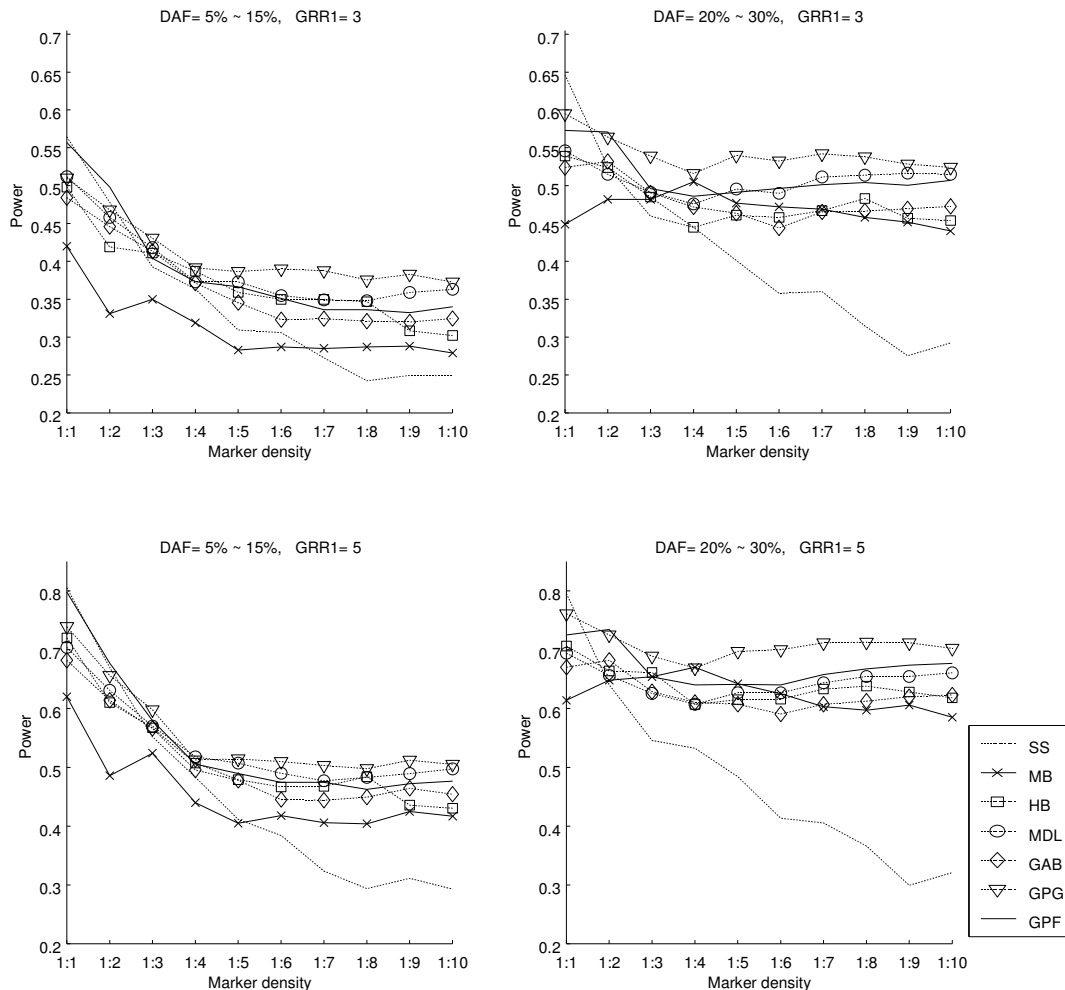 DAF= 5% ~ 15%, GRR1= 3
0.7
0.65
0.6
0.55
0.5
0.45
0.4
0.35
0.3
0.25
0.2
Power
1:1 1:2 1:3 1:4 1:5 1:6 1:7 1:8 1:9 1:10
Marker density
DAF= 20% ~ 30%, GRR1= 3
0.7
0.65
0.6
0.55
0.5
0.45
0.4
0.35
0.3
0.25
0.2
Power
1:1 1:2 1:3 1:4 1:5 1:6 1:7 1:8 1:9 1:10
Marker density
DAF= 5% ~ 15%, GRR1= 5
0.8
0.7
0.6
0.5
0.4
0.3
0.2
Power
1:1 1:2 1:3 1:4 1:5 1:6 1:7 1:8 1:9 1:10
Marker density
DAF= 20% ~ 30%, GRR1= 5
0.8
0.7
0.6
0.5
0.4
0.3
0.2
Power
1:1 1:2 1:3 1:4 1:5 1:6 1:7 1:8 1:9 1:10
Marker density
SS
MB
HB
MDL
GAB
GPG
GPF